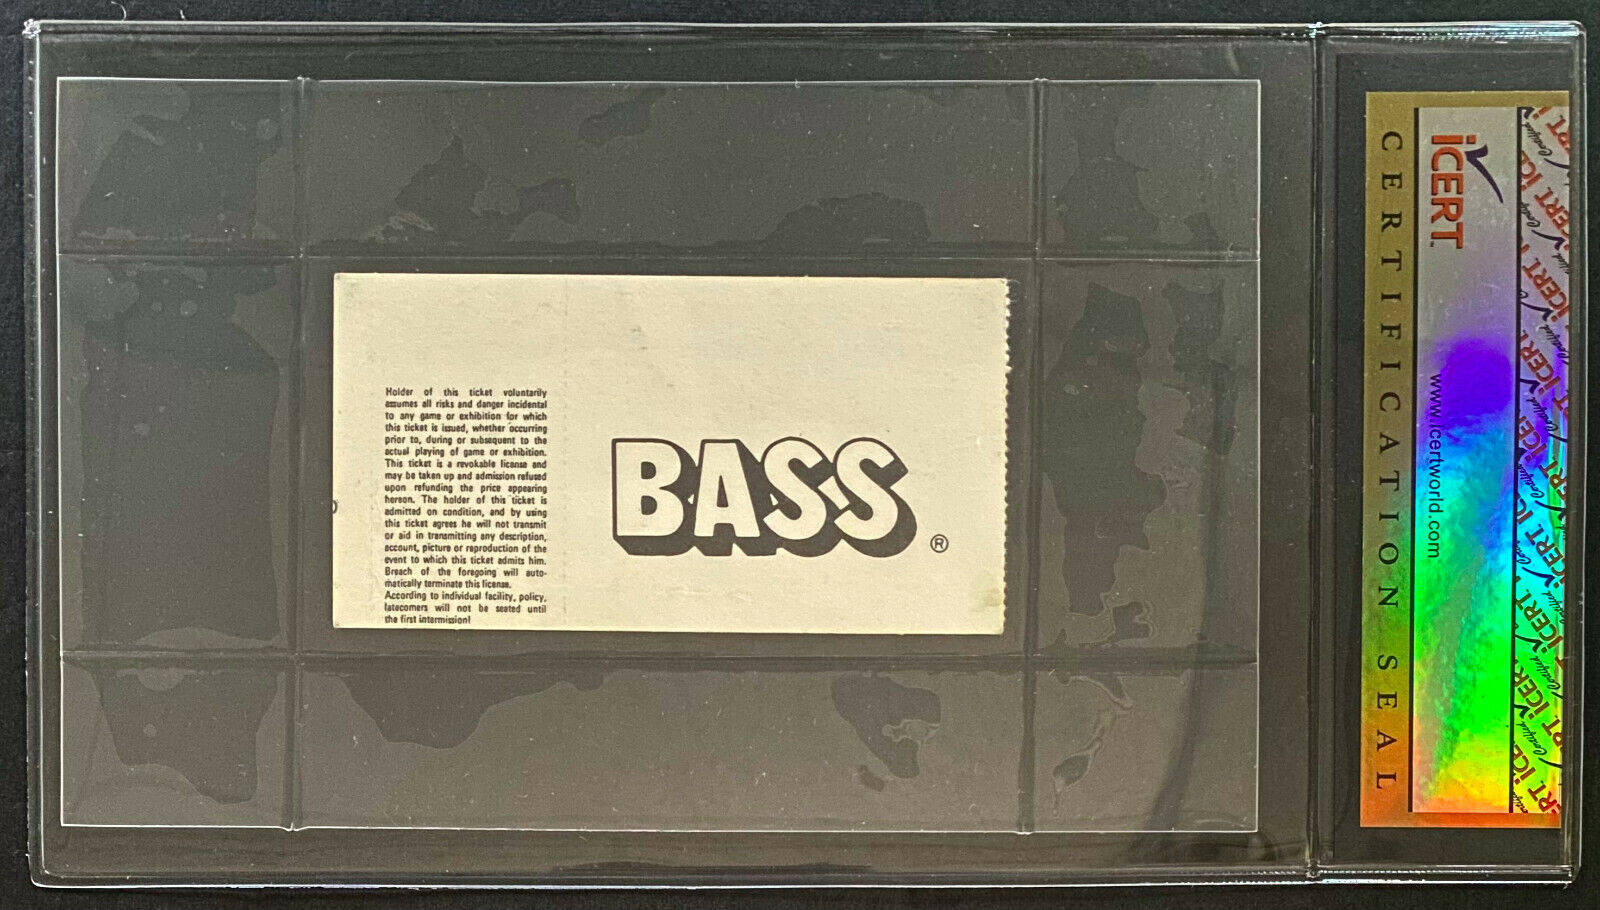 Holder of this ticket voluntarily
assumes all risks and danger incidental
to any game or exhibition for which
this ticket is issued, whether occurring
prior to, during or subsequent to the
actual playing of game or exhibition.
This ticket is a revokable license and
may be taken up and admission refused
upon refunding the price appearing
hereon. The holder of this ticket is
admitted on condition, and by using
this ticket agrees he will not transmit
or aid in transmitting any description,
account, picture or reproduction of the
event to which this ticket admits him.
Breach of the foregoing will auto-
matically terminate this license.
According to individual facility, policy,
latecomers will not be seated until
the first intermission!
BASS®
CERTIFICATION SEAL
iCERT™
www.icertworld.com